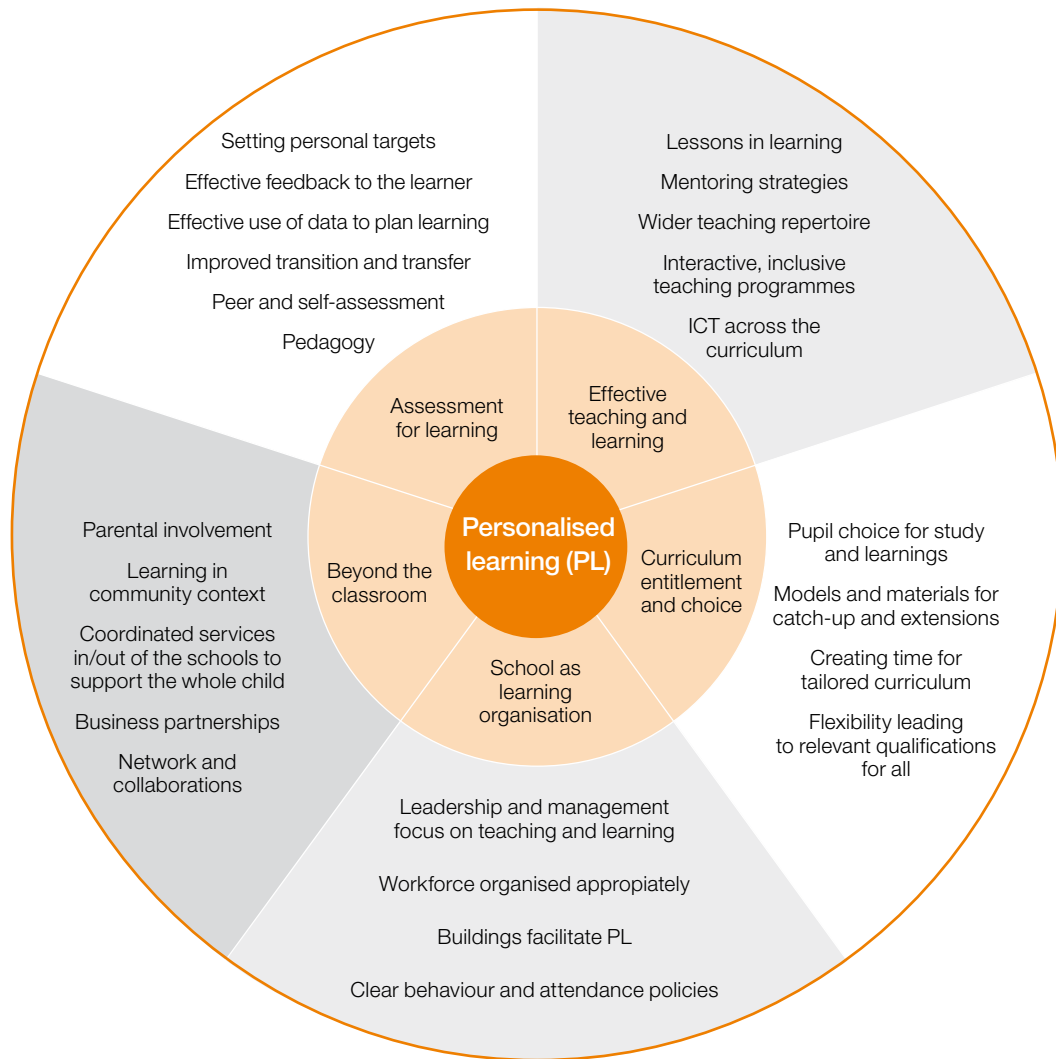 Setting personal targets
Effective feedback to the learner
Effective use of data to plan learning
Improved transition and transfer
Peer and self-assessment
Pedagogy
Lessons in learning
Mentoring strategies
Wider teaching repertoire
Interactive, inclusive
teaching programmes
ICT across the
curriculum
Assessment
for learning
Effective
teaching and
learning
Personalised
learning (PL)
Beyond the
classroom
Curriculum
entitlement
and choice
School as
learning
organisation
Parental involvement
Learning in
community context
Coordinated services
in/out of the schools to
support the whole child
Business partnerships
Network and
collaborations
Pupil choice for study
and learnings
Models and materials for
catch-up and extensions
Creating time for
tailored curriculum
Flexibility leading
to relevant qualifications
for all
Leadership and management
focus on teaching and learning
Workforce organised appropiately
Buildings facilitate PL
Clear behaviour and attendance policies